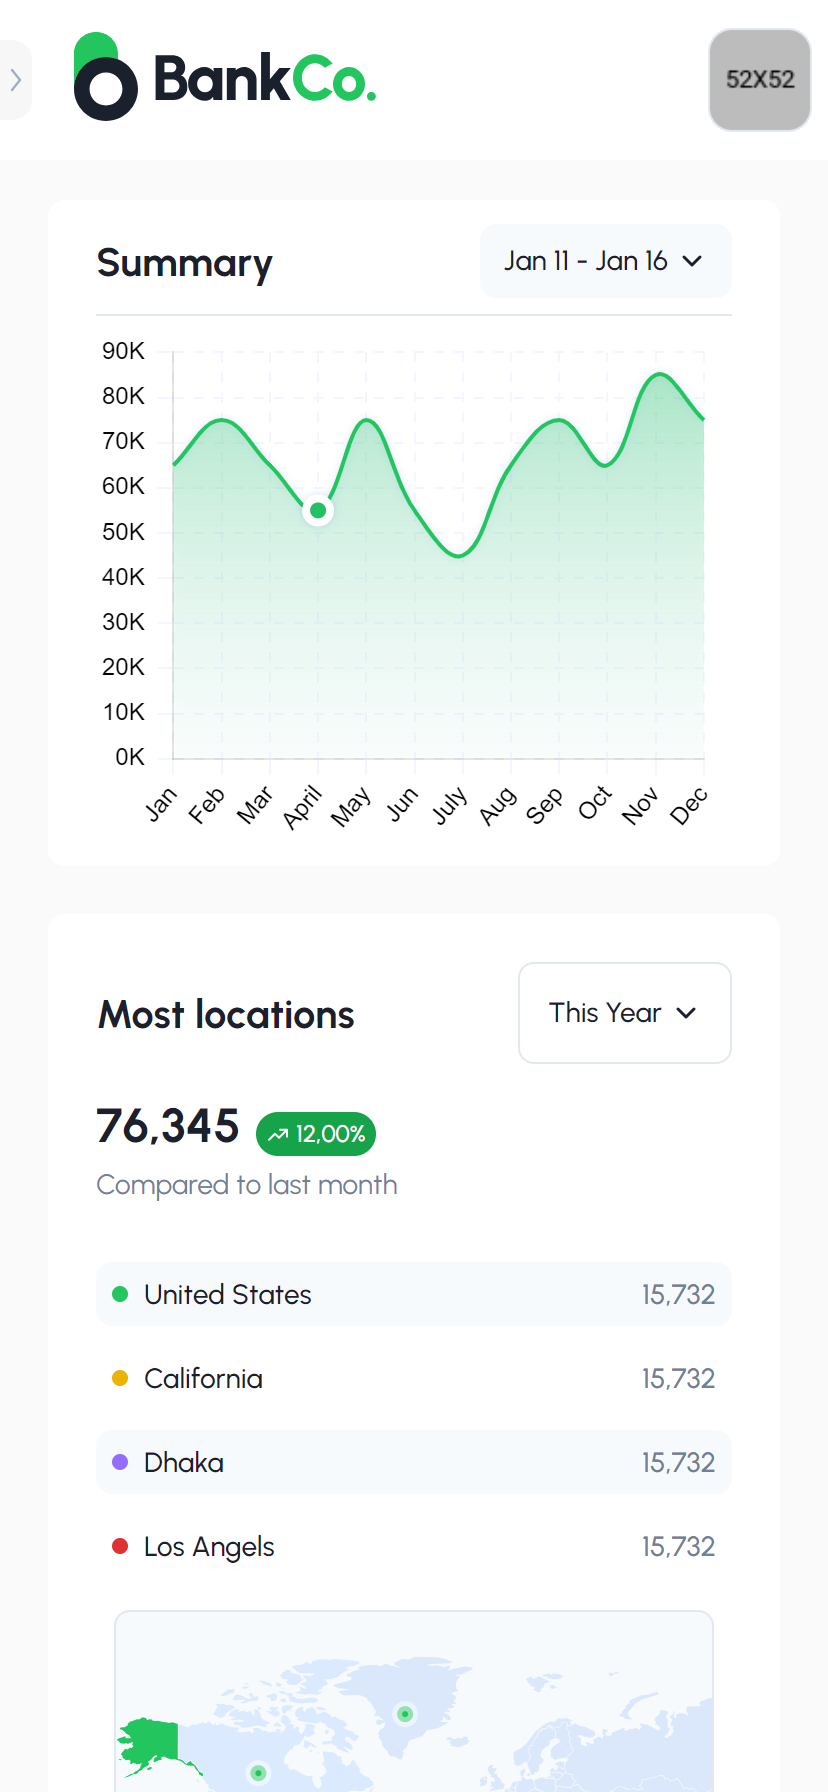 BankCo.
52X52
Summary
Jan 11 - Jan 16
90K
80K
70K
60K
50K
40K
30K
20K
10K
0K
Jan Feb Mar April May Jun July Aug Sep Oct Nov Dec
Most locations
This Year
76,345 12,00%
Compared to last month
United States 15,732
California 15,732
Dhaka 15,732
Los Angels 15,732